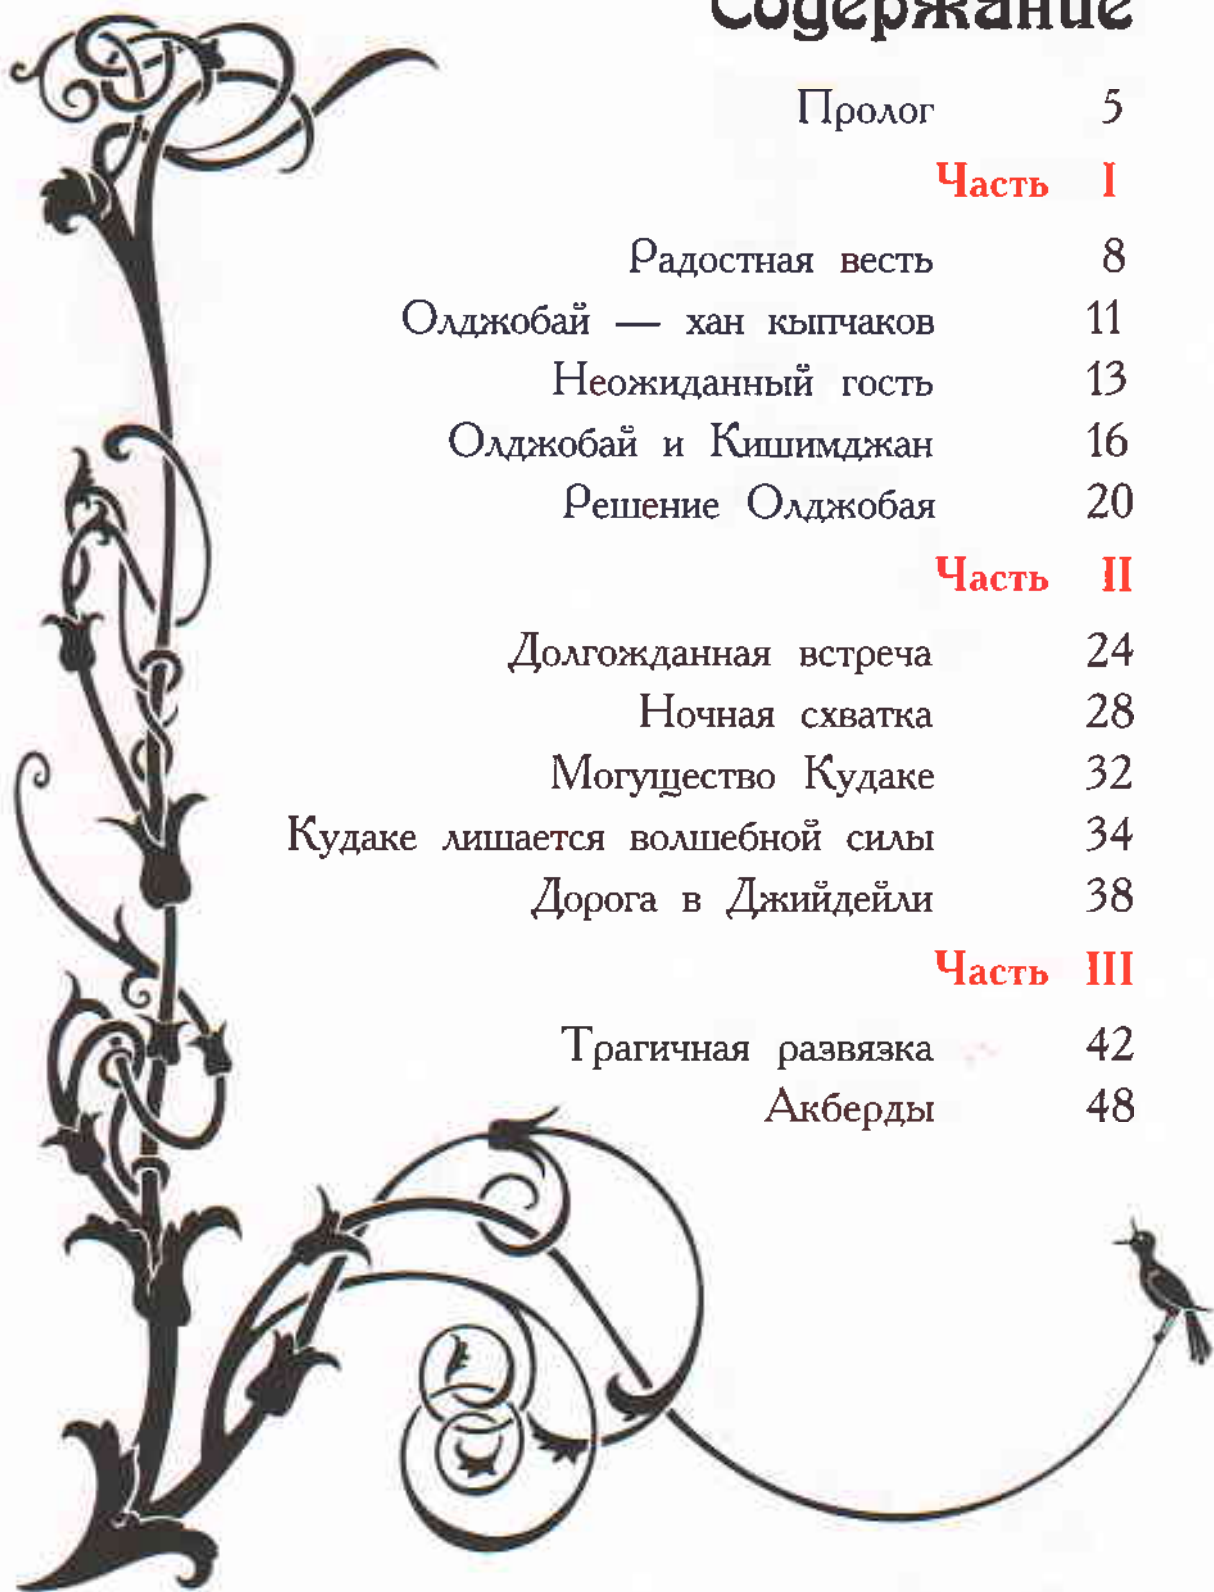 Содержание
Пролог 5
Часть I
Радостная весть 8
Олджобай — хан кыпчаков 11
Неожиданный гость 13
Олджобай и Кишимджан 16
Решение Олджобая 20
Часть II
Долгожданная встреча 24
Ночная схватка 28
Могущество Кудаке 32
Кудаке лишается волшебной силы 34
Дорога в Джийдейли 38
Часть III
Трагичная развязка 42
Акберды 48